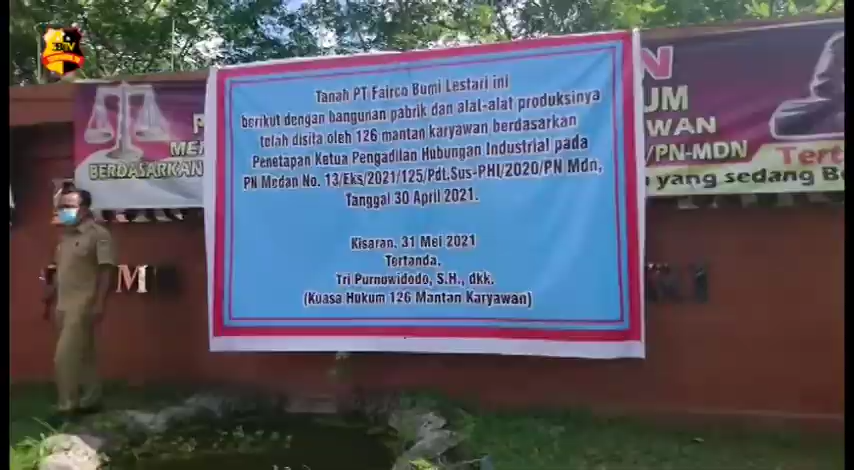 Tanah PT Fairco Bumi Lestari ini
berikut dengan bangunan pabrik dan alat-alat produksinya
telah disita oleh 126 mantan karyawan berdasarkan
Penetapan Ketua Pengadilan Hubungan Industrial pada
PN Medan No. 13/Eks/2021/125/Pdt.Sus-PHI/2020/PN Mdn,
Tanggal 30 April 2021.
Kisaran, 31 Mei 2021
Tertanda.
Tri Purnowidodo, S.H., dkk.
(Kuasa Hukum 126 Mantan Karyawan)
BERDASARKAN
UM
WAN
/PN-MDN
yang sedang